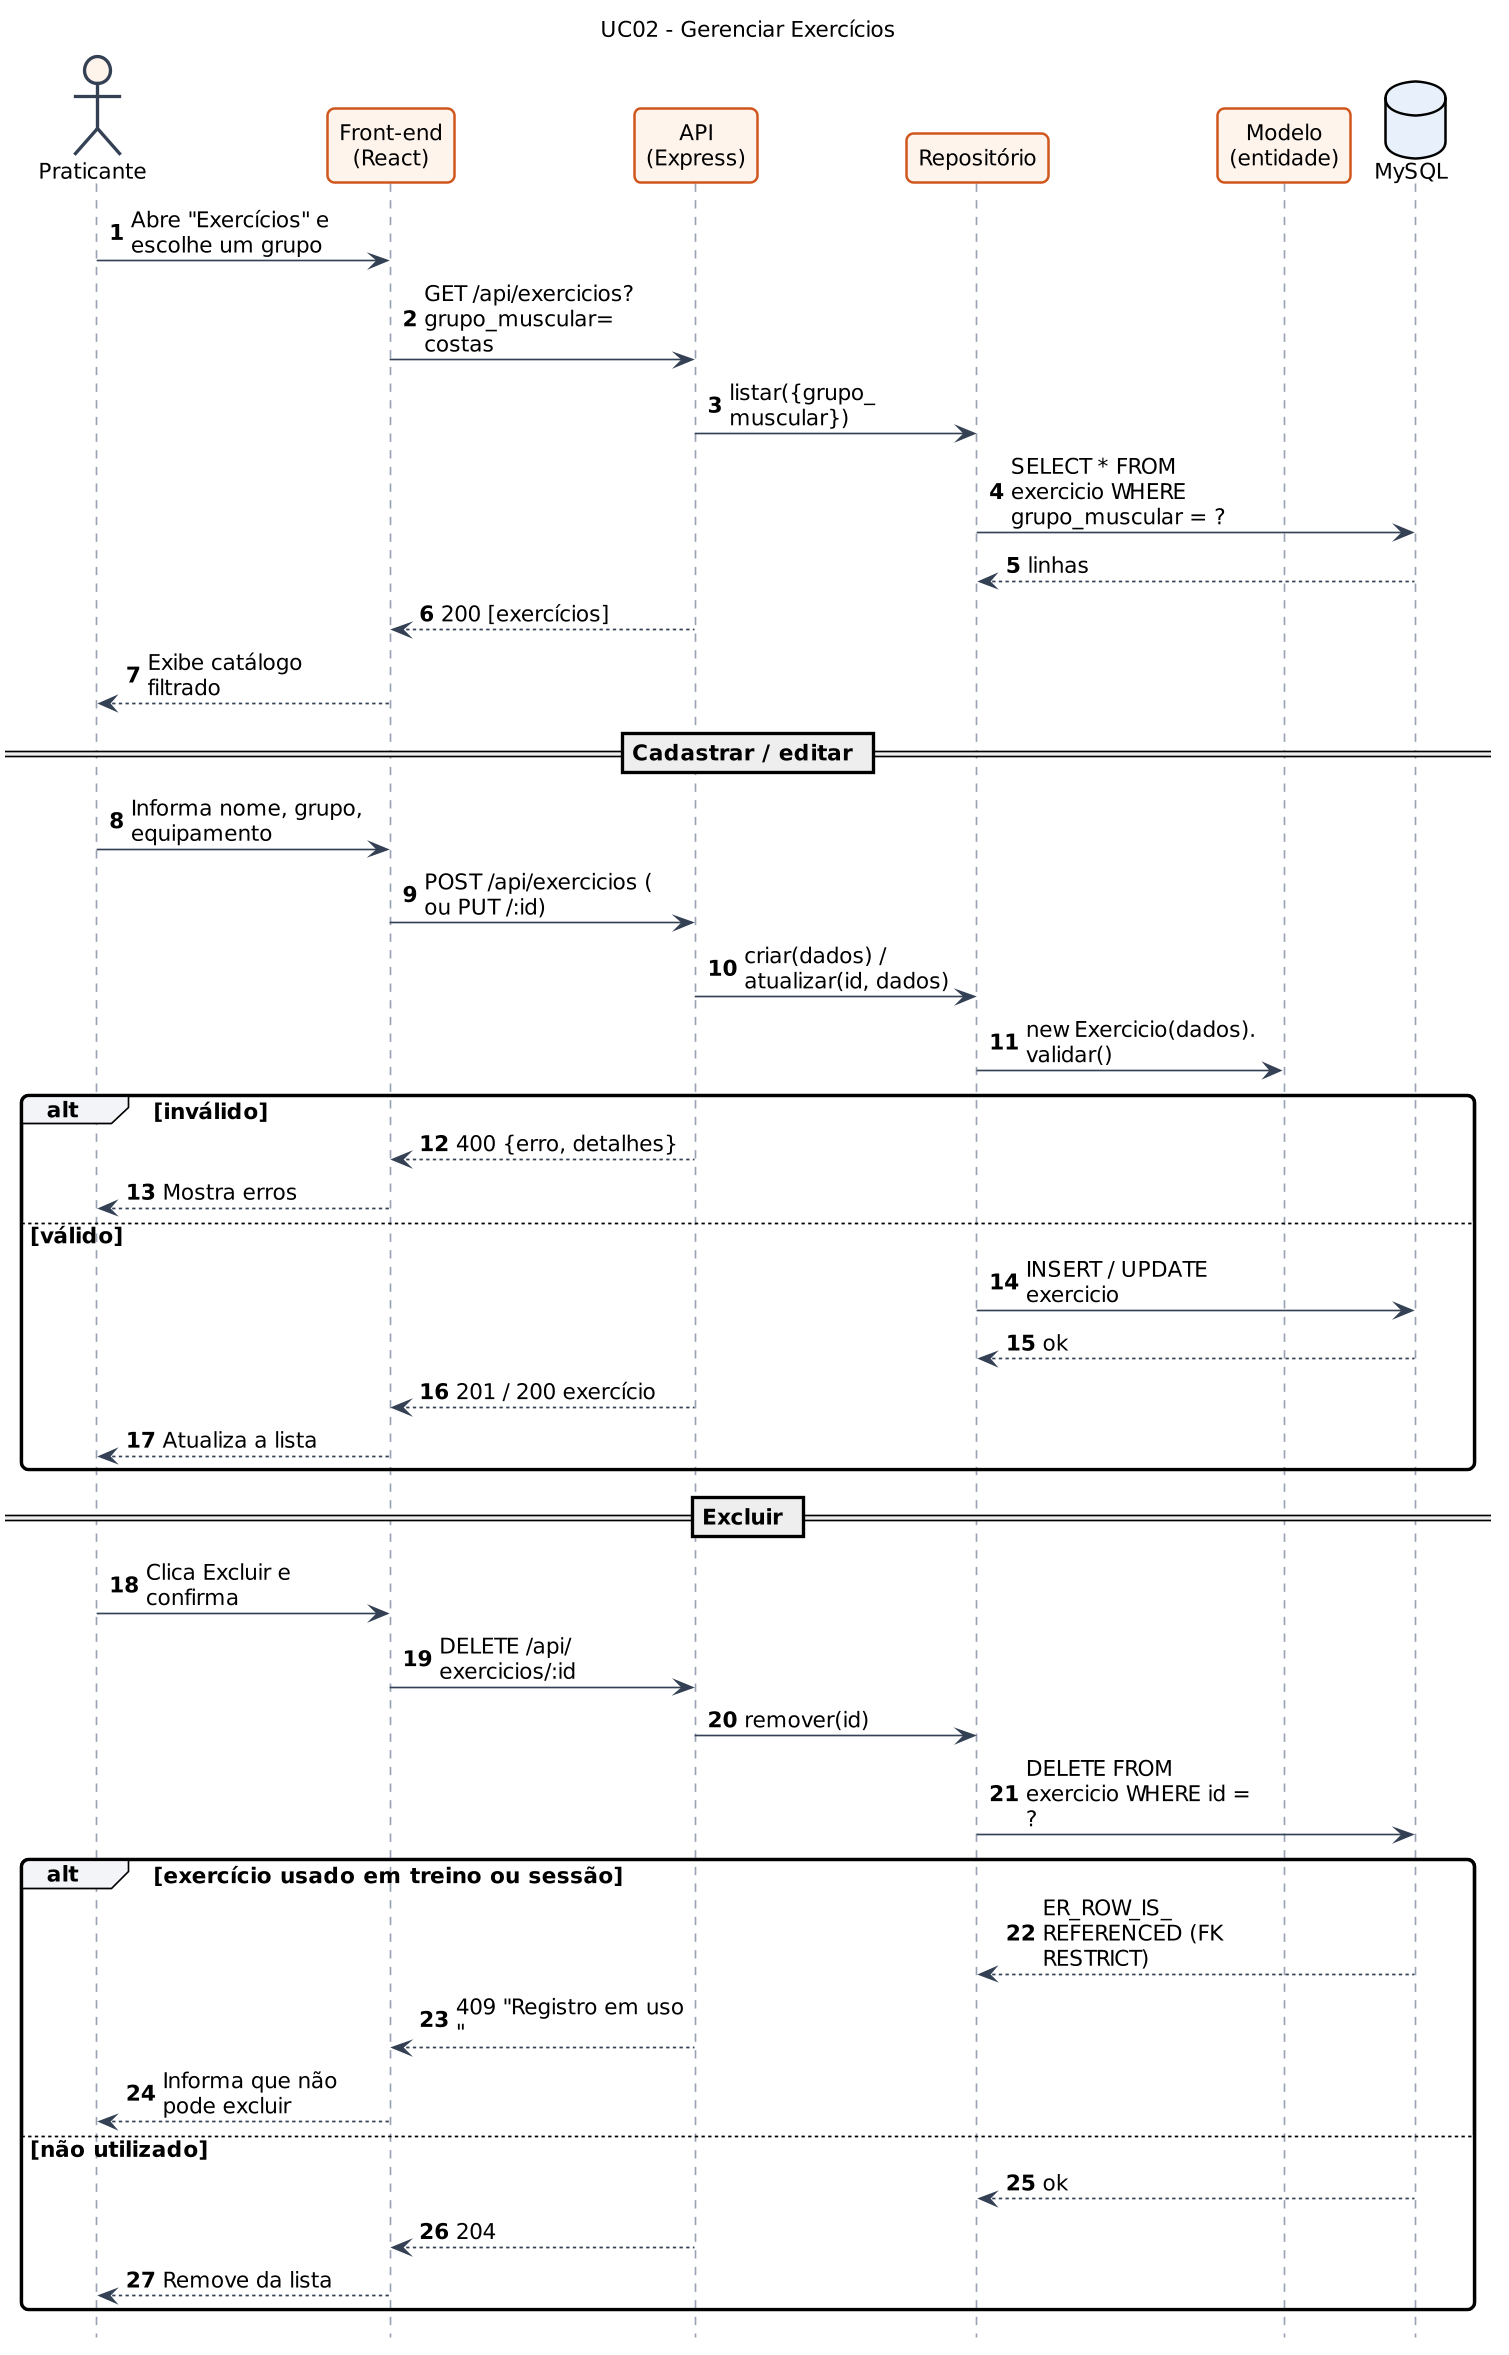 UC02 - Gerenciar Exercícios
Praticante
Front-end
(React)
API
(Express)
Repositório
Modelo
(entidade)
MySQL
1 Abre "Exercícios" e
escolhe um grupo
2 GET /api/exercicios?
grupo_muscular=
costas
3 listar({grupo_
muscular})
4 SELECT * FROM
exercicio WHERE
grupo_muscular = ?
5 linhas
6 200 [exercícios]
7 Exibe catálogo
filtrado
Cadastrar / editar
8 Informa nome, grupo,
equipamento
9 POST /api/exercicios (
ou PUT /:id)
10 criar(dados) /
atualizar(id, dados)
11 new Exercicio(dados).
validar()
alt [inválido]
12 400 {erro, detalhes}
13 Mostra erros
[válido]
14 INSERT / UPDATE
exercicio
15 ok
16 201 / 200 exercício
17 Atualiza a lista
Excluir
18 Clica Excluir e
confirma
19 DELETE /api/
exercicios/:id
20 remover(id)
21 DELETE FROM
exercicio WHERE id =
?
alt [exercício usado em treino ou sessão]
22 ER_ROW_IS_
REFERENCED (FK
RESTRICT)
23 409 "Registro em uso
"
24 Informa que não
pode excluir
[não utilizado]
25 ok
26 204
27 Remove da lista